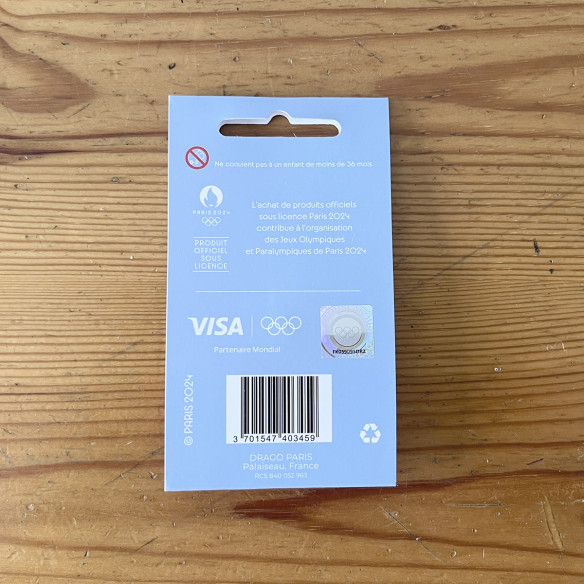 Ne convient pas à un enfant de moins de 36 mois
PARIS 2024
PRODUIT
OFFICIEL
SOUS
LICENCE
L'achat de produits officiels
sous licence Paris 2024
contribue à l'organisation
des Jeux Olympiques
et Paralympiques de Paris 2024
VISA
Partenaire Mondial
© PARIS 2024
3 701547 403459
DRAGO PARIS
Palaiseau, France
RCS 840 052 963